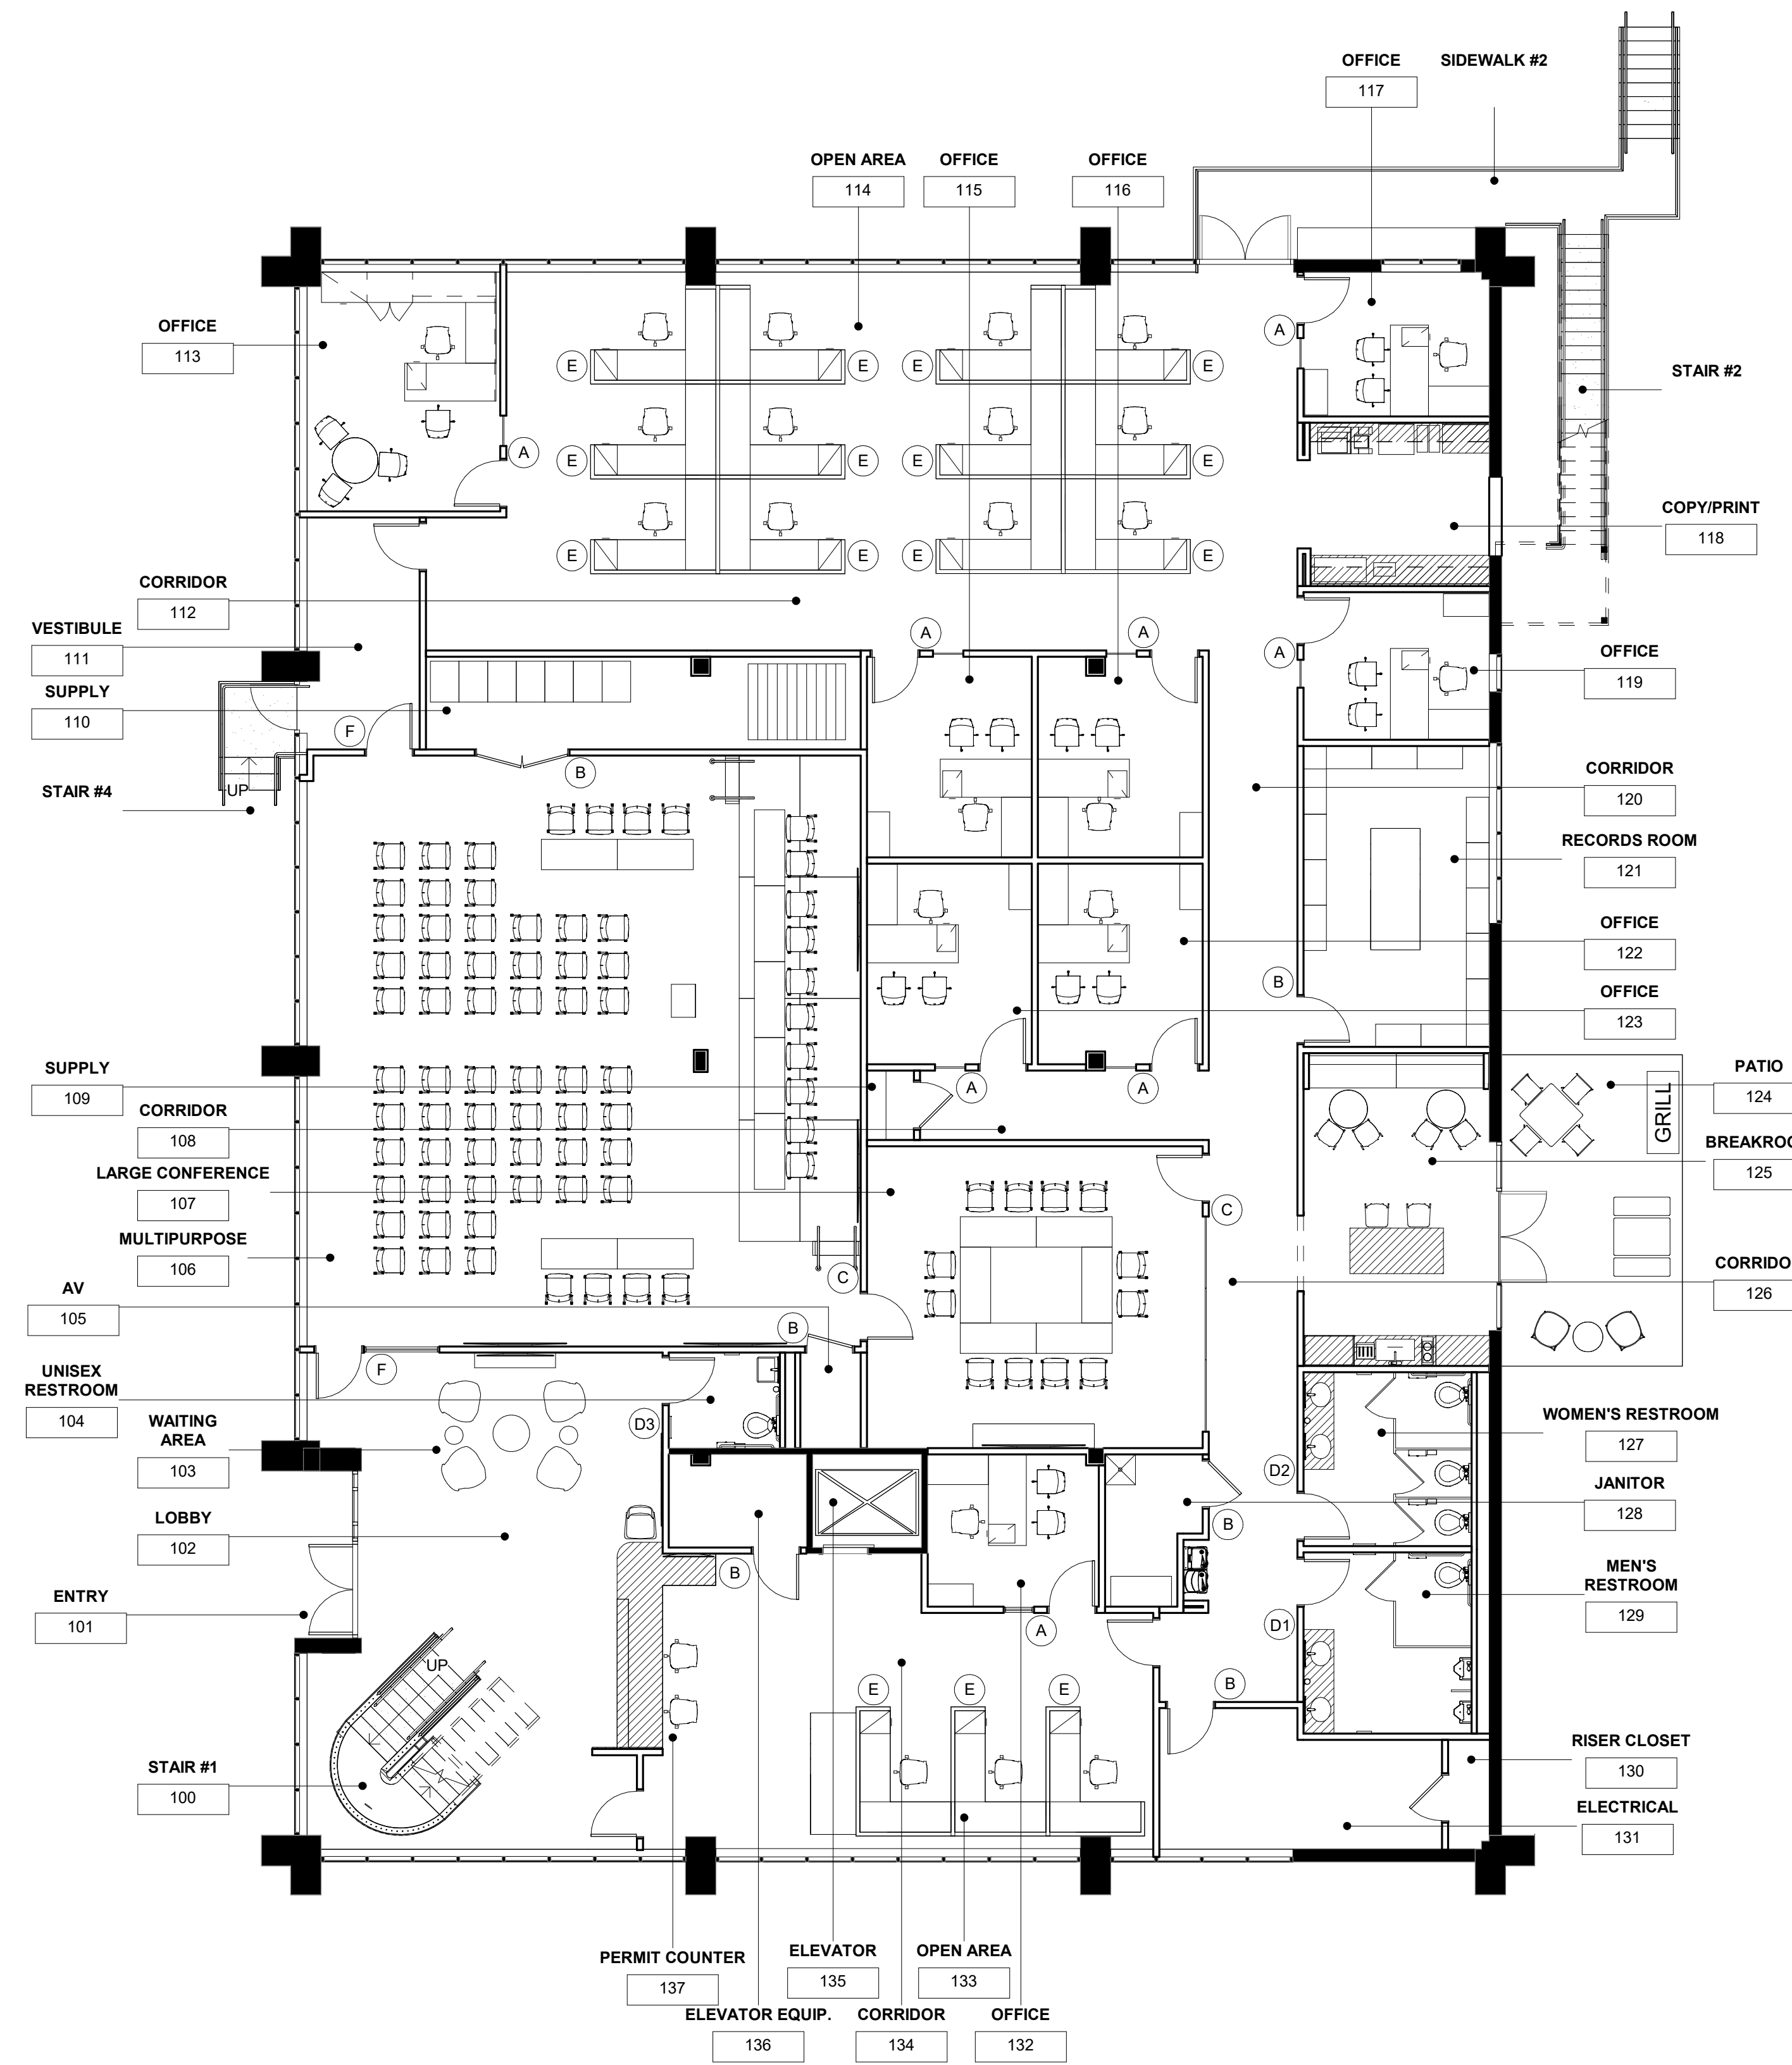 OFFICE
117
SIDEWALK #2
OPEN AREA
114
OFFICE
115
OFFICE
116
OFFICE
113
A
A
STAIR #2
E
E
E
E
E
E
E
E
E
E
E
E
COPY/PRINT
118
CORRIDOR
112
VESTIBULE
111
SUPPLY
110
A
A
A
OFFICE
119
F
B
STAIR #4
UP
CORRIDOR
120
RECORDS ROOM
121
OFFICE
122
B
OFFICE
123
SUPPLY
109
A
A
CORRIDOR
108
PATIO
124
GRILL
BREAKROO
125
LARGE CONFERENCE
107
C
MULTIPURPOSE
106
C
CORRIDO
126
AV
105
B
F
UNISEX
RESTROOM
104
D3
WAITING
AREA
103
WOMEN'S RESTROOM
127
D2
JANITOR
128
B
LOBBY
102
B
MEN'S
RESTROOM
129
ENTRY
101
A
D1
UP
B
E
E
E
STAIR #1
100
RISER CLOSET
130
ELECTRICAL
131
PERMIT COUNTER
137
ELEVATOR
135
OPEN AREA
133
ELEVATOR EQUIP.
136
CORRIDOR
134
OFFICE
132